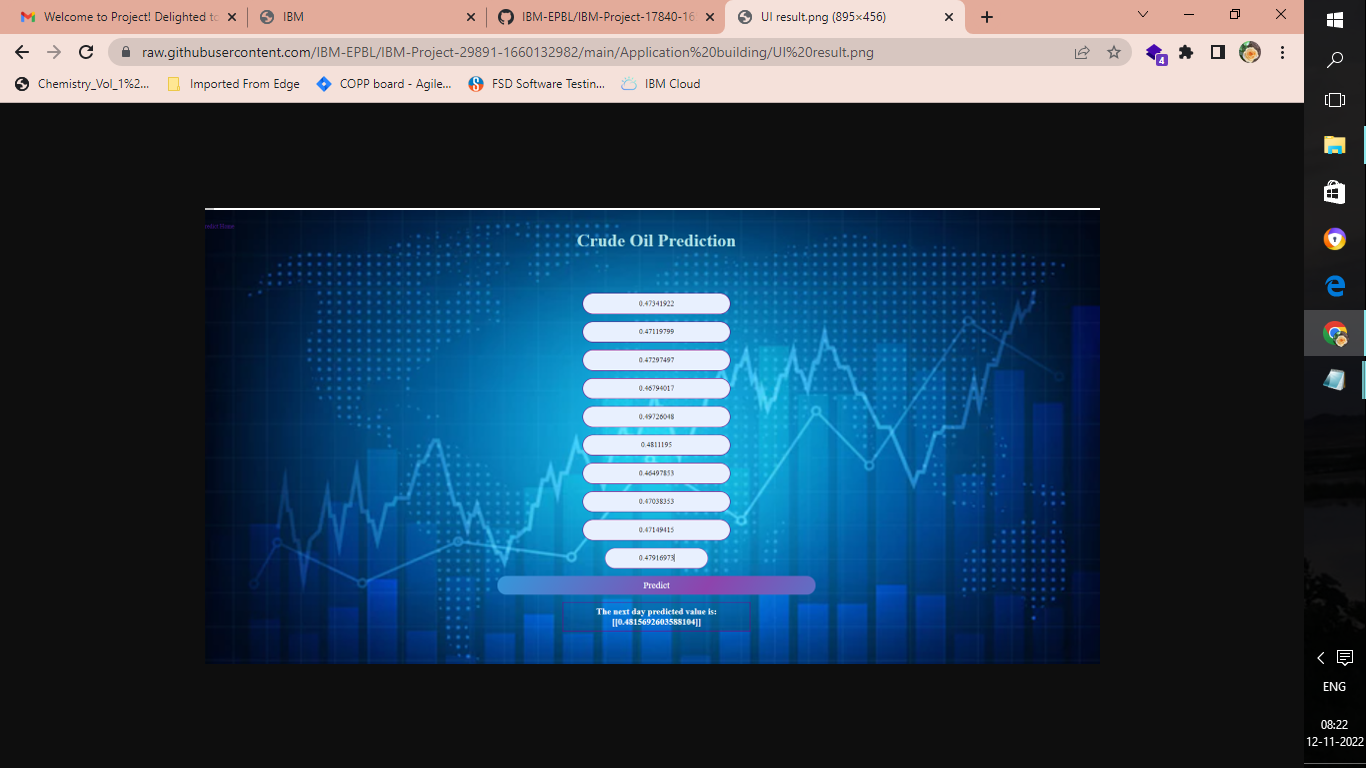 Welcome to Project! Delighted to
IBM
IBM-EPBL/IBM-Project-17840-16
UI result.png (895×456)
raw.githubusercontent.com/IBM-EPBL/IBM-Project-29891-1660132982/main/Application%20building/UI%20result.png
4
Chemistry_Vol_1%2...
Imported From Edge
COPP board - Agile...
FSD Software Testin...
IBM Cloud
Crude Oil Prediction
0.47341922
0.47119799
0.47297497
0.46794017
0.49726048
0.4811195
0.46497853
0.47038353
0.47149415
0.47916973
Predict
The next day predicted value is:
[[0.4815692603588104]]
ENG
08:22
12-11-2022